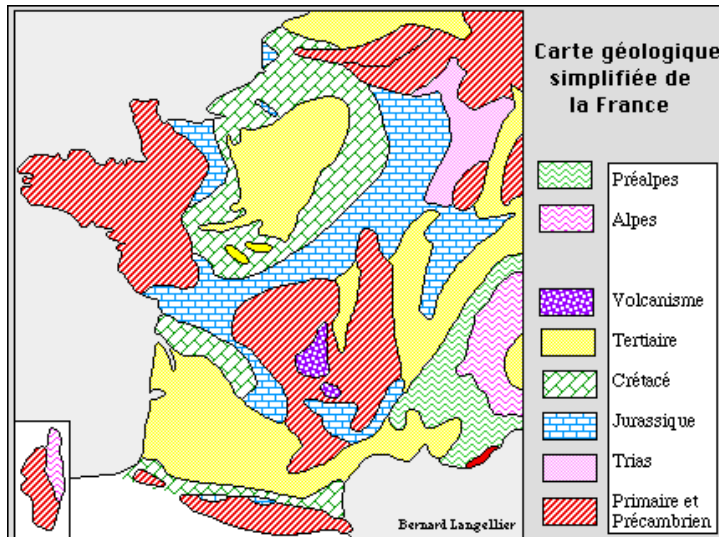 Carte géologique
simplifiée de
la France
Préalpes
Alpes
Volcanisme
Tertiaire
Crétacé
Jurassique
Trias
Primaire et
Précambrien
Bernard Langellier